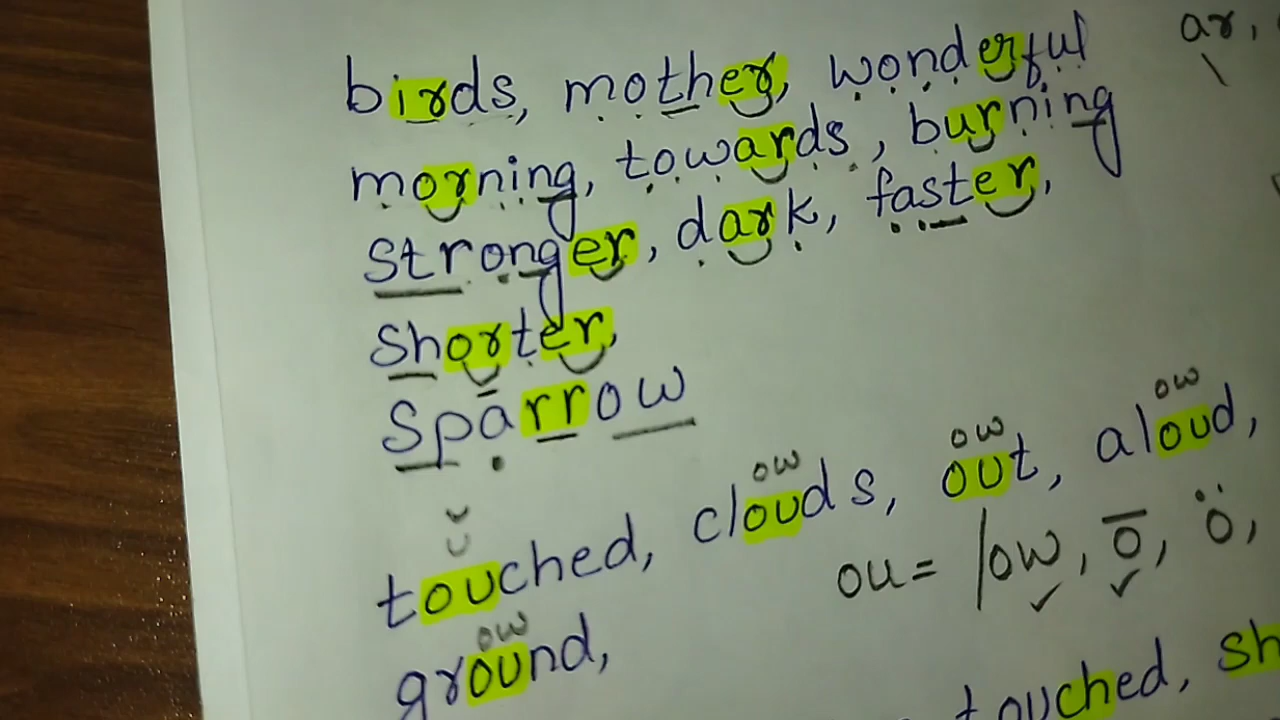 birds, mother, wonderful ar,
morning, towards, burning
stronger, dark, faster,
shorter,
sparrow
ow ow ow
touched, clouds, out, aloud,
ou= /ow, ō, ö,
ow
ground,
touched, sh